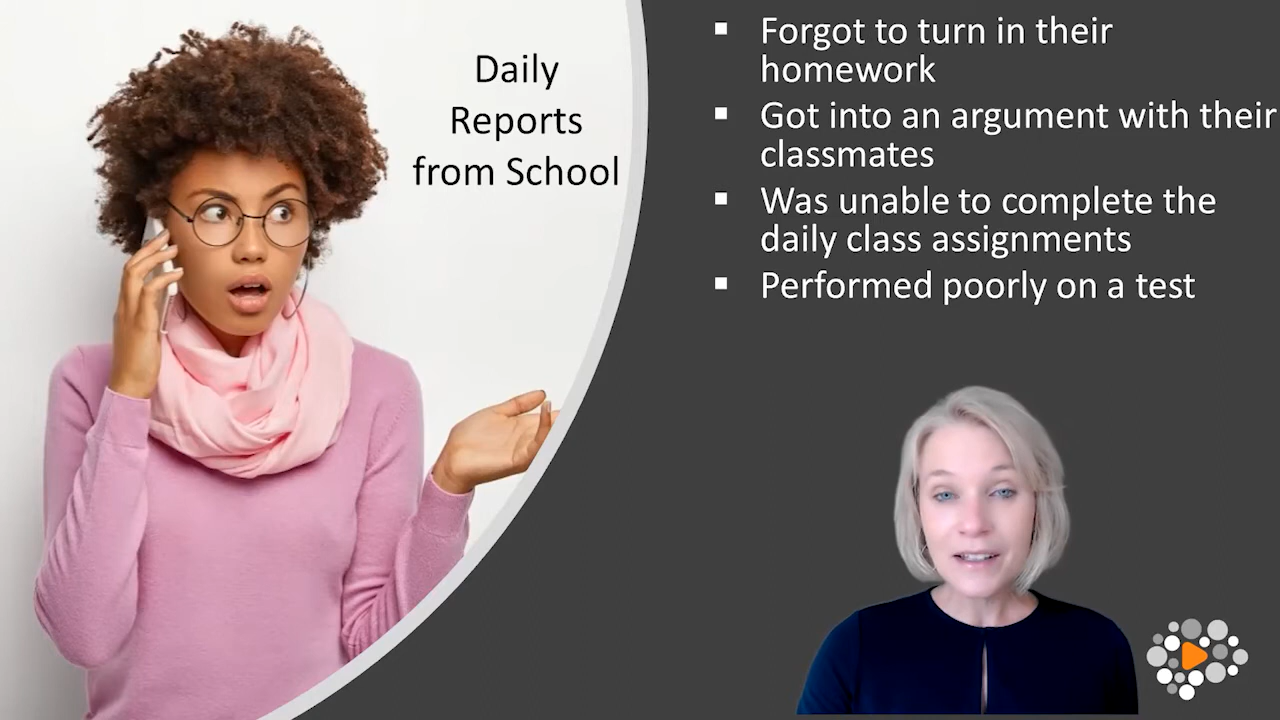 Daily
Reports
from School
▪ Forgot to turn in their
homework
▪ Got into an argument with their
classmates
▪ Was unable to complete the
daily class assignments
▪ Performed poorly on a test